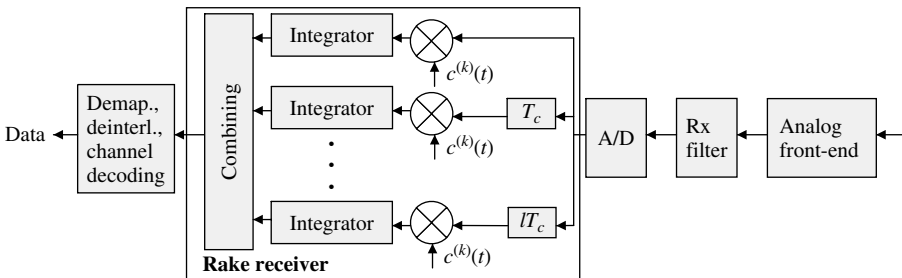 Integrator
c^{(k)}(t)
Demap.,
deinterl.,
channel
decoding
Data
Combining
Integrator
T_c
c^{(k)}(t)
A/D
Rx
filter
Analog
front-end
Integrator
lT_c
c^{(k)}(t)
Rake receiver